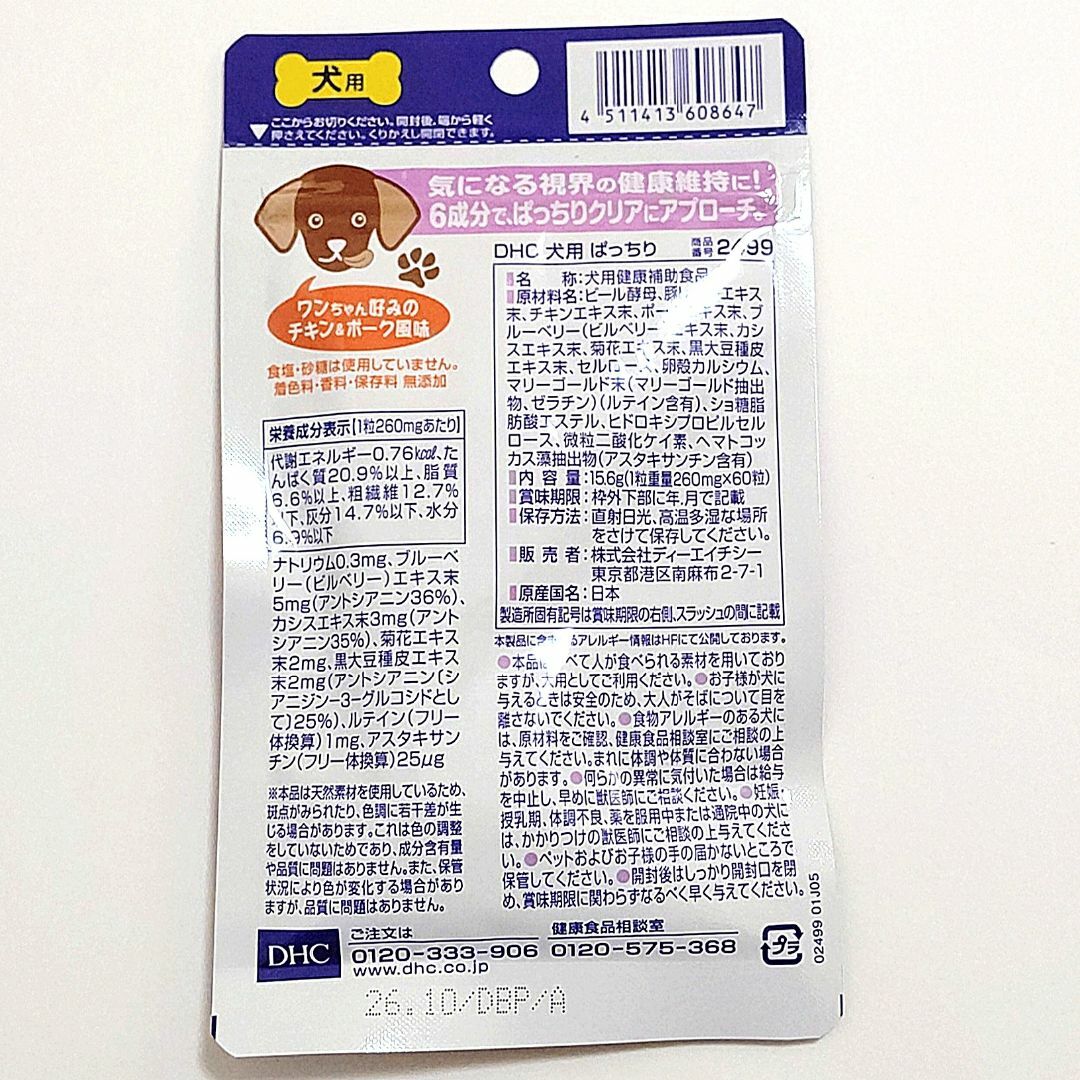 犬用
ここからお切りください。開封後、端から軽く
押さえてください。くりかえし開閉できます。
4 511413 608647
気になる視界の健康維持に!
6成分で、ぱっちりクリアにアプローチ。
ワンちゃん好みの
チキン&ポーク風味
食塩・砂糖は使用していません。
着色料・香料・保存料 無添加
栄養成分表示[1粒260mgあたり]
代謝エネルギー0.76kcal、た
んぱく質20.9%以上、脂質
6.6%以上、粗繊維12.7%
下、灰分14.7%以下、水分
6.9%以下
ナトリウム0.3mg、ブルーベ
リー(ビルベリー)エキス末
5mg(アントシアニン36%)、
カシスエキス末3mg(アント
シアニン35%)、菊花エキス
末2mg、黒大豆種皮エキス
末2mg(アントシアニン[シ
アニジン-3-グルコシドとし
て]25%)、ルテイン(フリー
体換算)1mg、アスタキサン
チン(フリー体換算)25μg
※本品は天然素材を使用しているため、
斑点がみられたり、色調に若干差が生
じる場合があります。これは色の調整
をしていないためであり、成分含有量
や品質に問題はありません。また、保管
状況により色が変化する場合があり
ますが、品質に問題はありません。
DHC 犬用 ぱっちり 商品番号2499
名 称:犬用健康補助食品
原材料名:ビール酵母、豚 エキス
末、チキンエキス末、ポー キス末、ブ
ルーベリー(ビルベリー) エキス末、カシ
スエキス末、菊花エキス末、黒大豆種皮
エキス末、セルロース、卵殻カルシウム、
マリーゴールド末(マリーゴールド抽出
物、ゼラチン)(ルテイン含有)、ショ糖脂
肪酸エステル、ヒドロキシプロピルセル
ロース、微粒二酸化ケイ素、ヘマトコッ
カス藻抽出物(アスタキサンチン含有)
内 容 量:15.6g(1粒重量260mg×60粒)
賞味期限:枠外下部に年.月で記載
保存方法:直射日光、高温多湿な場所
をさけて保存してください。
販 売 者:株式会社ディーエイチシー
東京都港区南麻布2-7-1
原産国名:日本
製造所固有記号は賞味期限の右側、スラッシュの間に記載
本製品に含まれるアレルギー情報はHPにて公開しております。
●本品は べて人が食べられる素材を用いており
ますが、犬用としてご利用ください。●お子様が犬に
与えるときは安全のため、大人がそばについて目を
離さないでください。●食物アレルギーのある犬に
は、原材料をご確認、健康食品相談室にご相談の上
与えてください。まれに体調や体質に合わない場合
があります。●何らかの異常に気付いた場合は給与
を中止し、早めに獣医師にご相談ください。●妊娠・
授乳期、体調不良、薬を服用中または通院中の犬に
は、かかりつけの獣医師にご相談の上与えてくださ
い。●ペットおよびお子様の手の届かないところで
保管してください。●開封後はしっかり開封口を閉
め、賞味期限に関わらずなるべく早く与えてください。
DHC
ご注文は 健康食品相談室
0120-333-906 0120-575-368
www.dhc.co.jp
プラ
02499 01J05
26.10/DBP/A